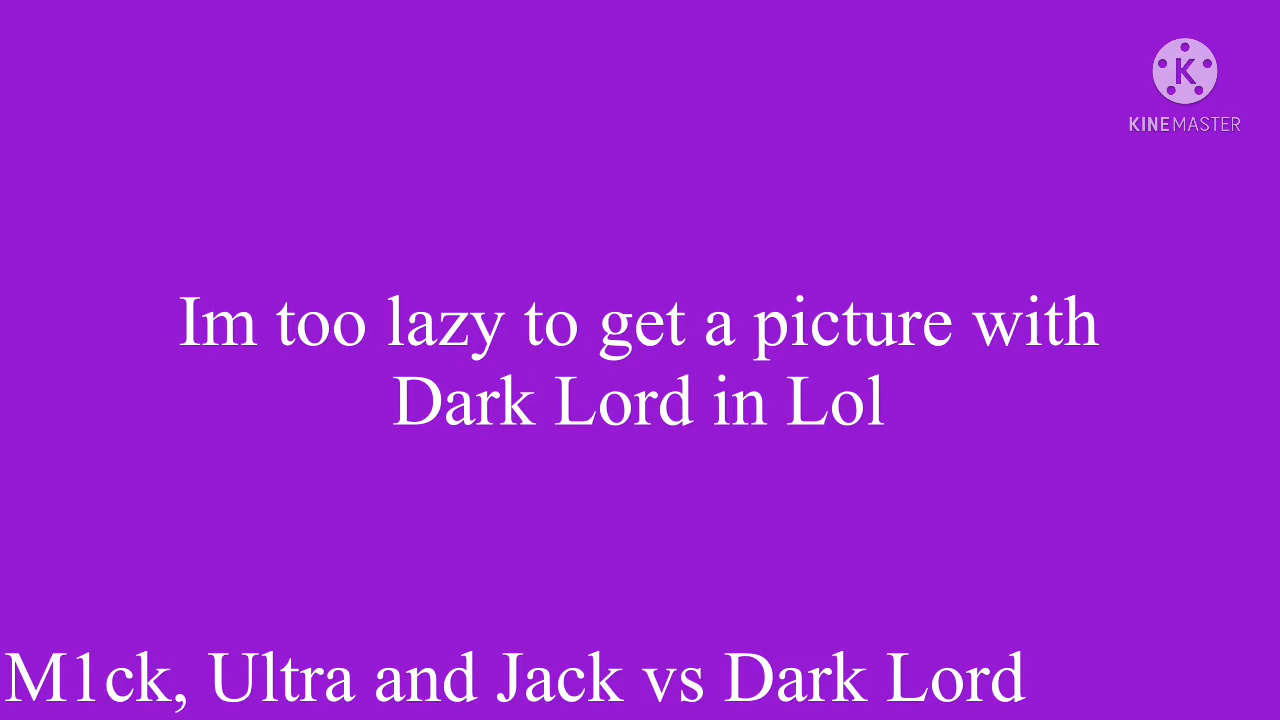 K
KINEMASTER
Im too lazy to get a picture with
Dark Lord in Lol
M1ck, Ultra and Jack vs Dark Lord